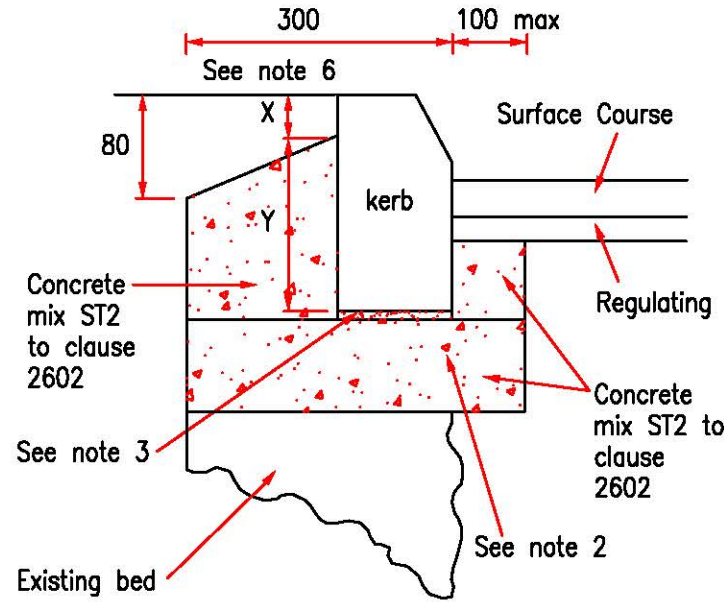 300
100 max
See note 6
X
80
Surface Course
Y
kerb
Concrete
mix ST2
to clause
2602
Regulating
Concrete
mix ST2 to
clause
2602
See note 3
See note 2
Existing bed